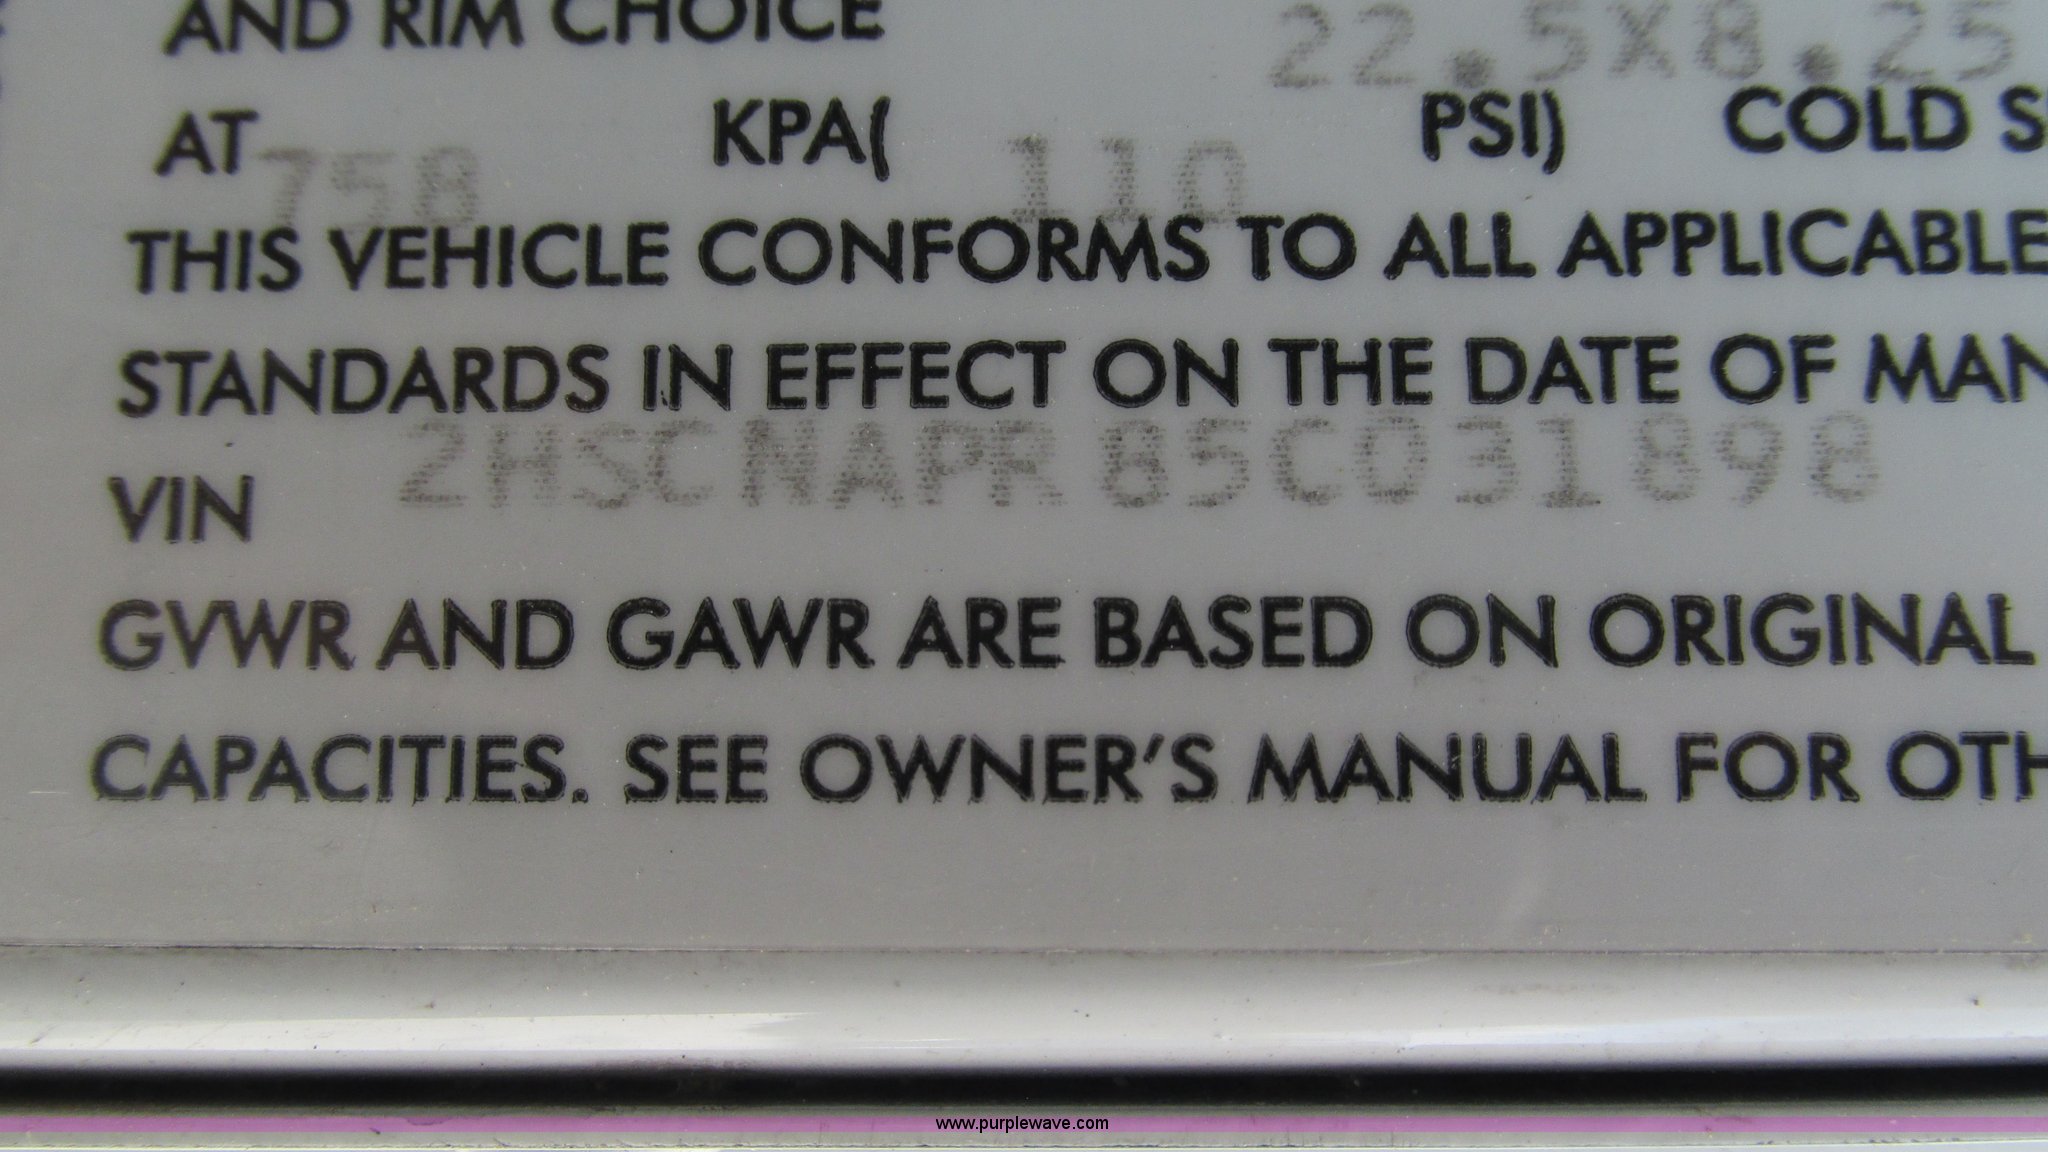 AND RIM CHOICE 22.5X8.25
AT 758 KPA( 110 PSI) COLD S
THIS VEHICLE CONFORMS TO ALL APPLICABLE
STANDARDS IN EFFECT ON THE DATE OF MAN
VIN 2HSCNAPR85C031898
GVWR AND GAWR ARE BASED ON ORIGINAL
CAPACITIES. SEE OWNER'S MANUAL FOR OTH
www.purplewave.com